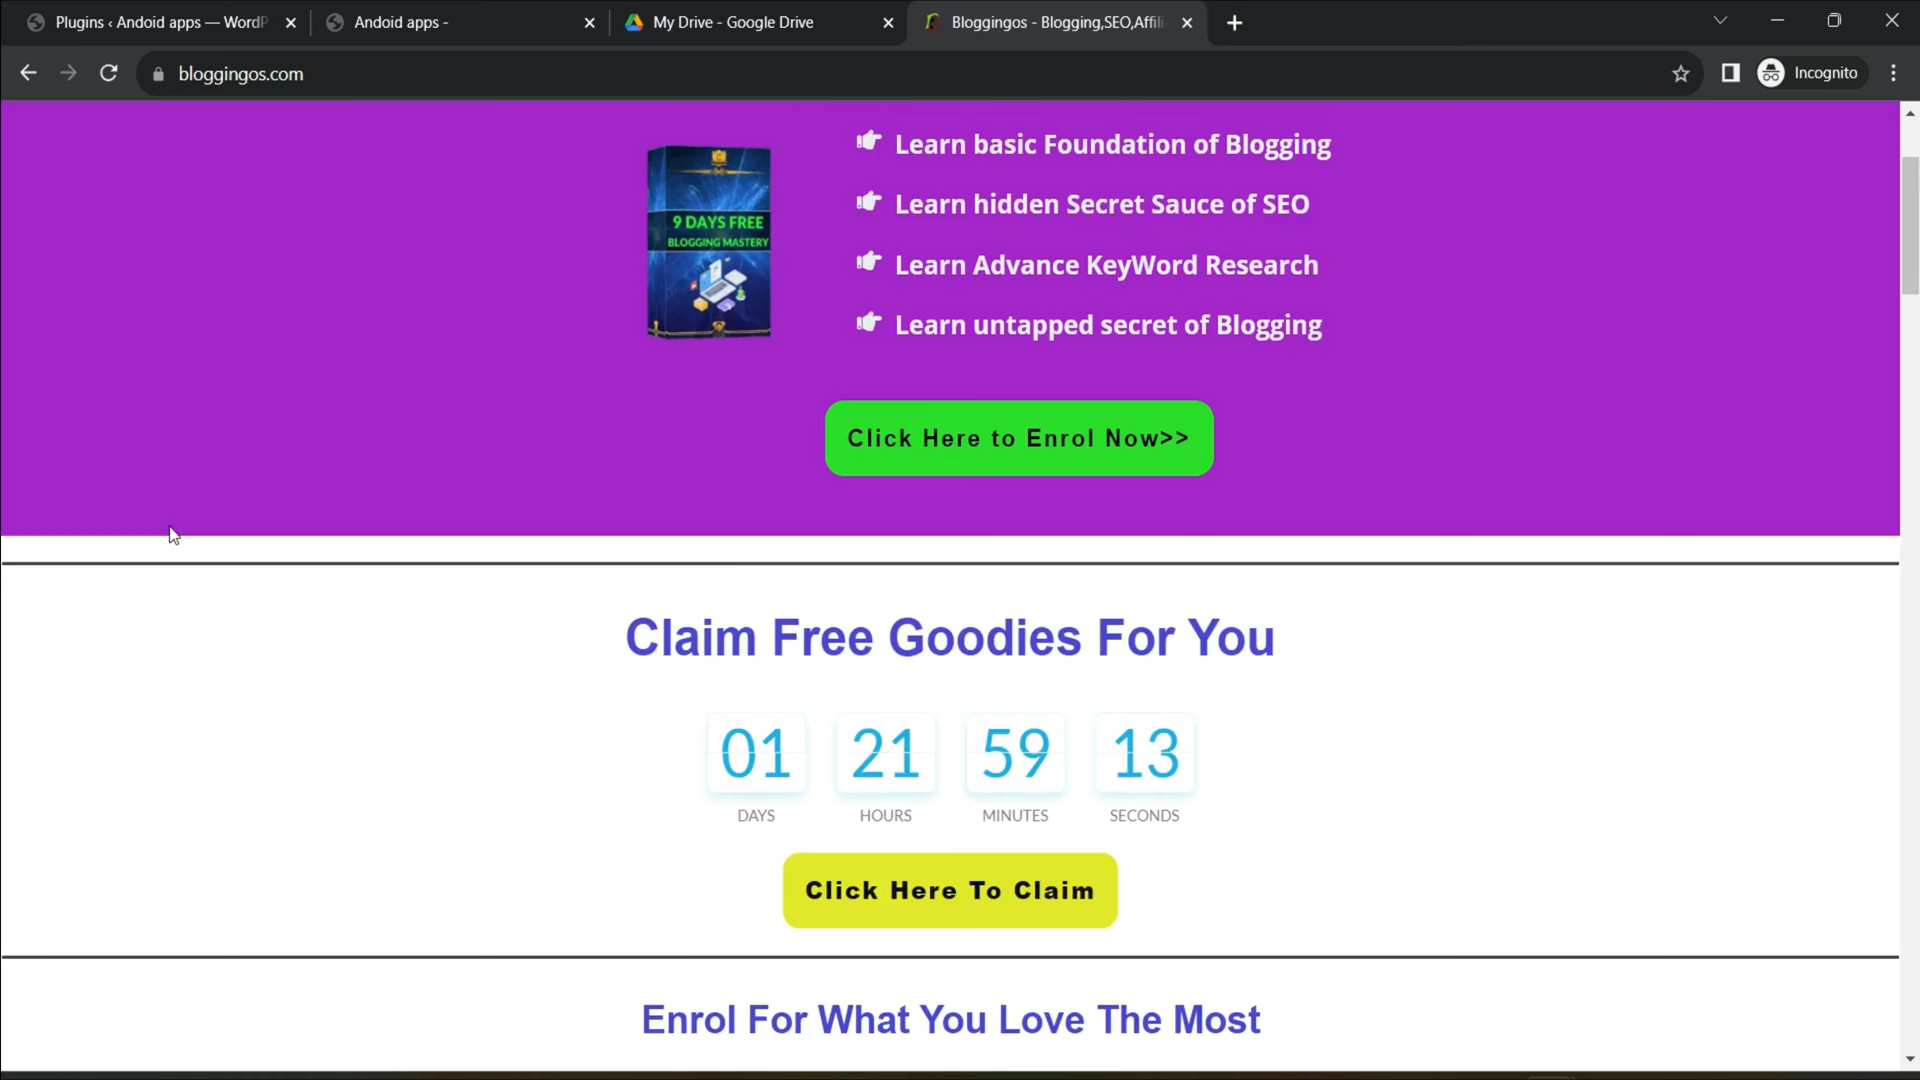 Plugins ‹ Andoid apps — WordP
Andoid apps -
My Drive - Google Drive
Bloggingos - Blogging,SEO,Affili
bloggingos.com
Incognito
9 DAYS FREE
BLOGGING MASTERY
Learn basic Foundation of Blogging
Learn hidden Secret Sauce of SEO
Learn Advance KeyWord Research
Learn untapped secret of Blogging
Click Here to Enrol Now>>
Claim Free Goodies For You
01 21 59 13
DAYS HOURS MINUTES SECONDS
Click Here To Claim
Enrol For What You Love The Most